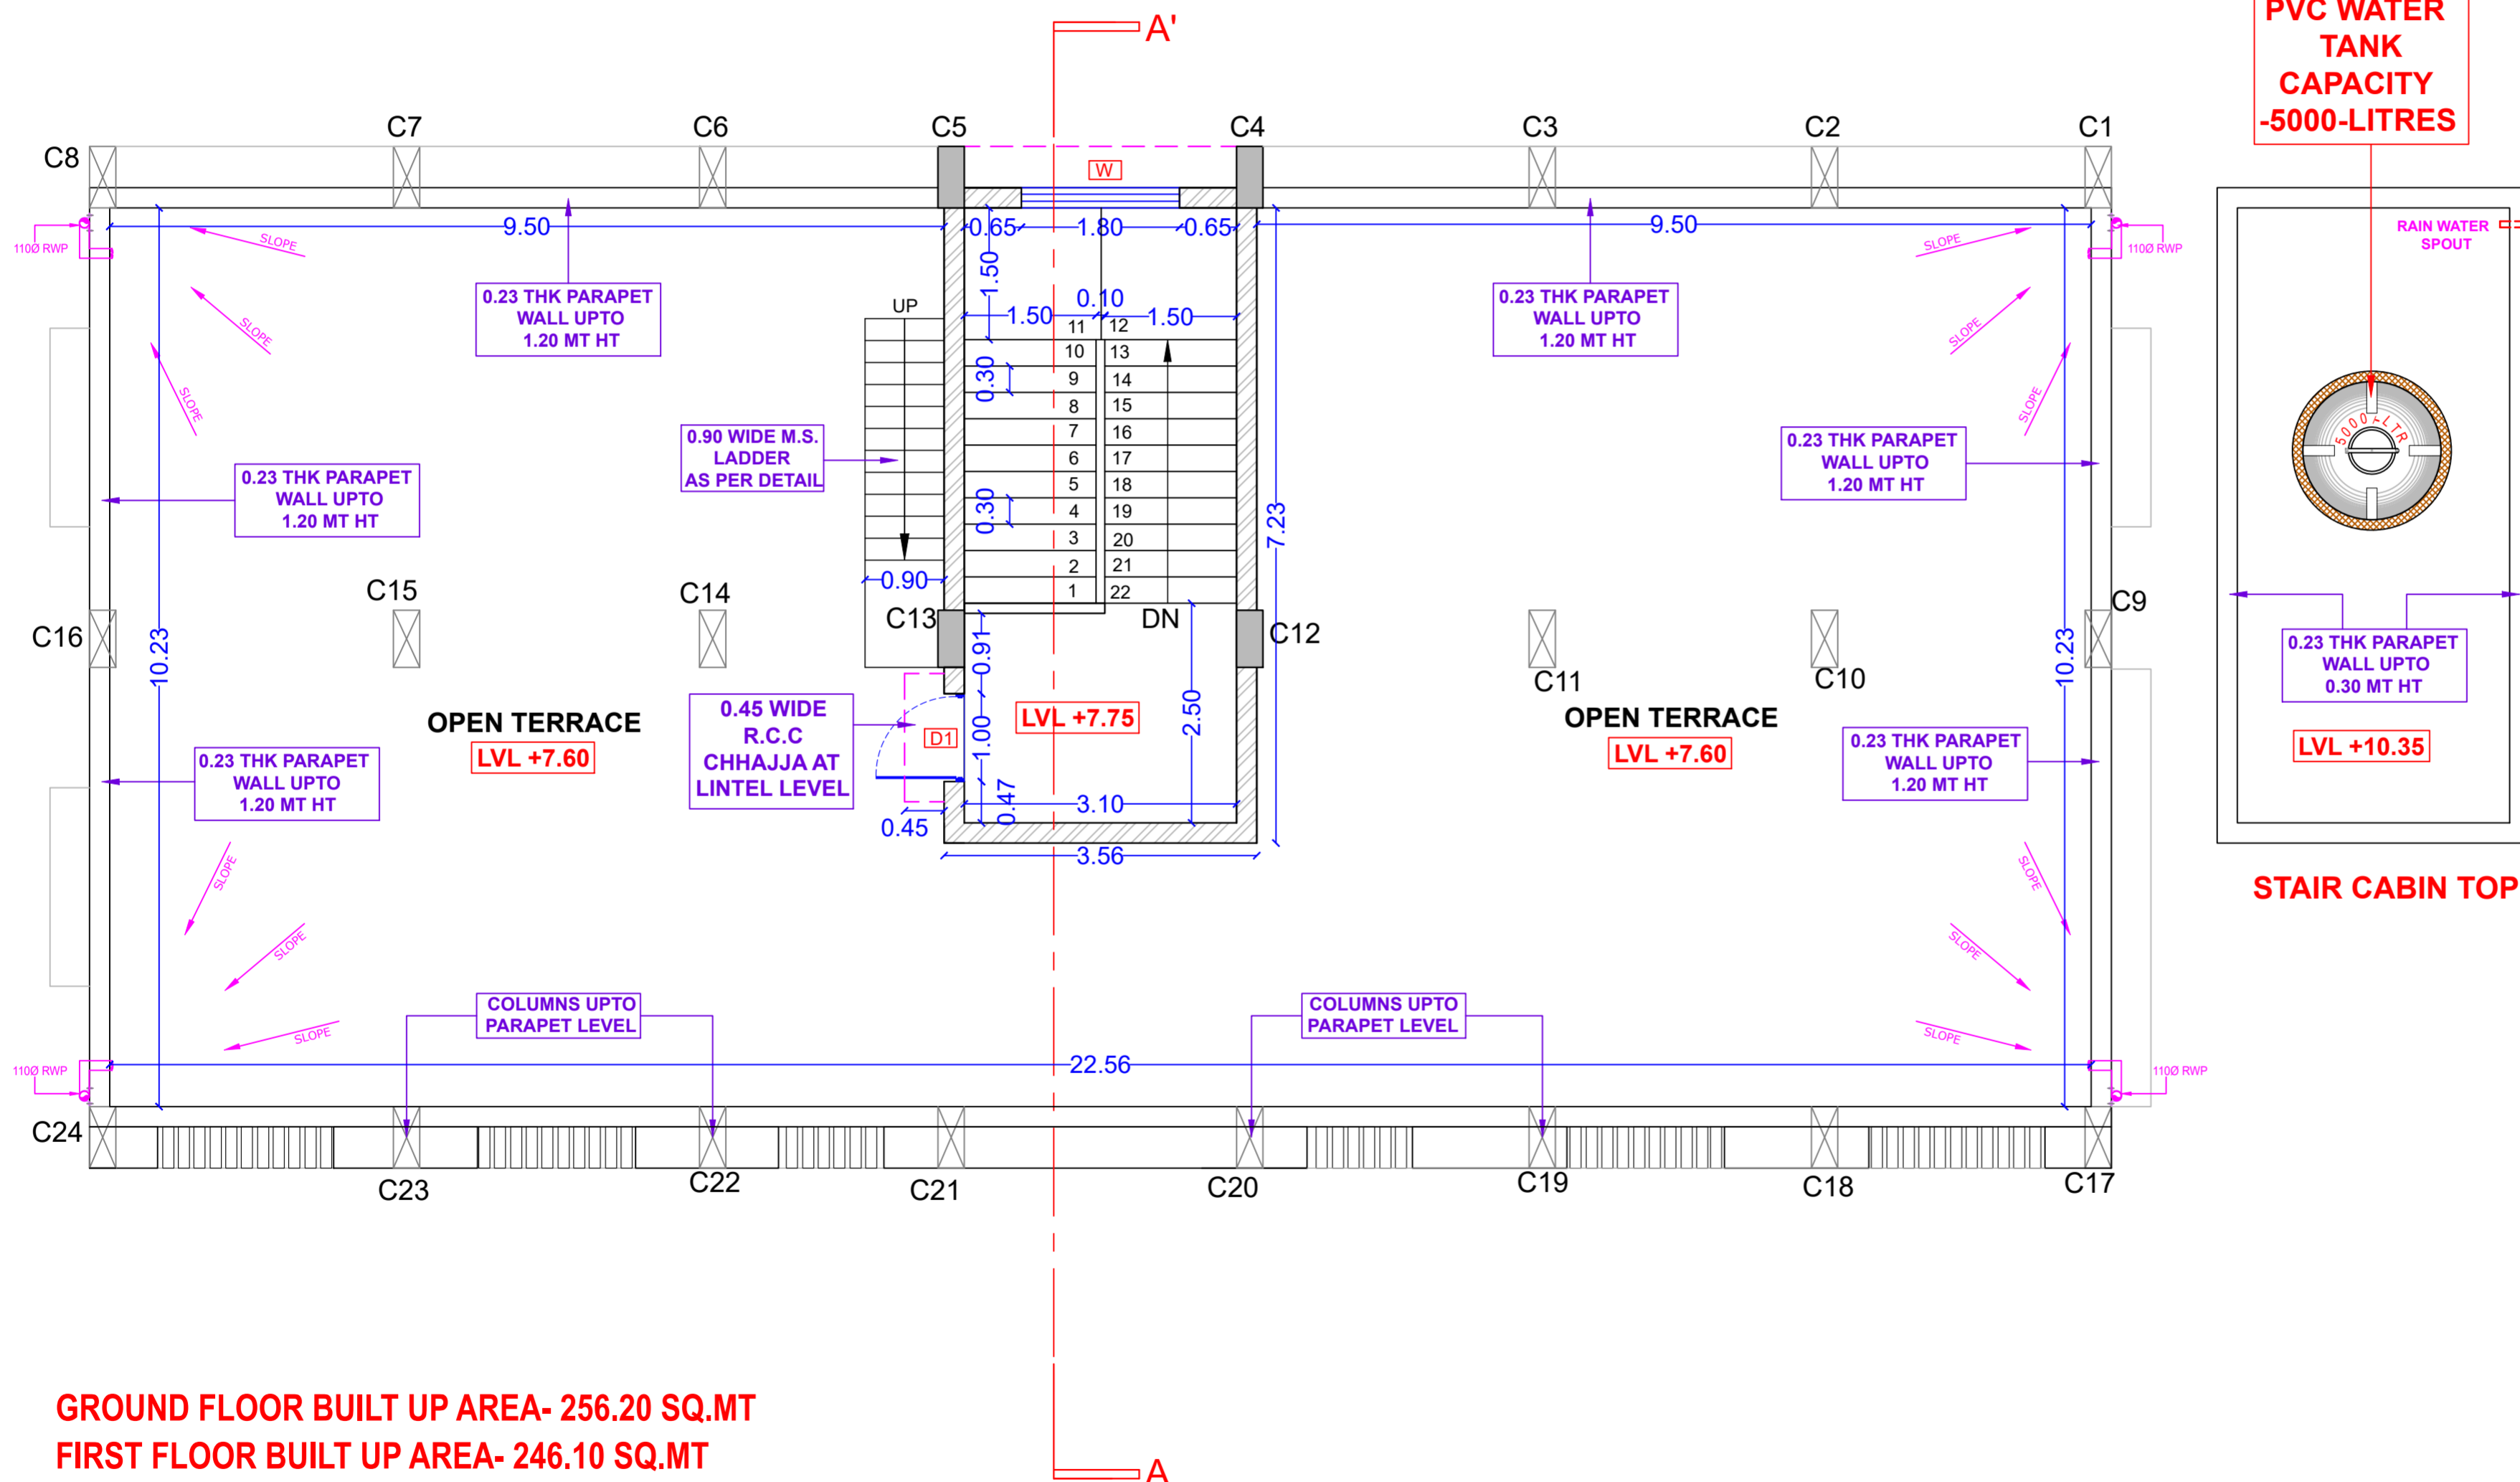 A'
PVC WATER
TANK
CAPACITY
-5000-LITRES
C8
C7
C6
C5
C4
C3
C2
C1
W
110Ø RWP
SLOPE
9.50
0.65
1.80
0.65
9.50
SLOPE
110Ø RWP
RAIN WATER
SPOUT
SLOPE
SLOPE
0.23 THK PARAPET
WALL UPTO
1.20 MT HT
UP
1.50
0.10
1.50
1.50
0.23 THK PARAPET
WALL UPTO
1.20 MT HT
SLOPE
SLOPE
11 12
10 13
9 14
8 15
7 16
6 17
5 18
4 19
3 20
2 21
1 22
0.30
0.30
0.90 WIDE M.S.
LADDER
AS PER DETAIL
0.23 THK PARAPET
WALL UPTO
1.20 MT HT
0.23 THK PARAPET
WALL UPTO
1.20 MT HT
5000-LTR
7.23
C16
C15
C14
0.90
C13
DN
C12
C11
C10
C9
10.23
0.91
2.50
10.23
0.23 THK PARAPET
WALL UPTO
0.30 MT HT
OPEN TERRACE
LVL +7.60
0.45 WIDE
R.C.C
CHHAJJA AT
LINTEL LEVEL
D1
1.00
LVL +7.75
OPEN TERRACE
LVL +7.60
0.23 THK PARAPET
WALL UPTO
1.20 MT HT
0.23 THK PARAPET
WALL UPTO
1.20 MT HT
LVL +10.35
0.45
0.47
3.10
3.56
STAIR CABIN TOP
SLOPE
SLOPE
SLOPE
SLOPE
SLOPE
SLOPE
COLUMNS UPTO
PARAPET LEVEL
COLUMNS UPTO
PARAPET LEVEL
110Ø RWP
22.56
110Ø RWP
C24
C23
C22
C21
C20
C19
C18
C17
GROUND FLOOR BUILT UP AREA- 256.20 SQ.MT
FIRST FLOOR BUILT UP AREA- 246.10 SQ.MT
A